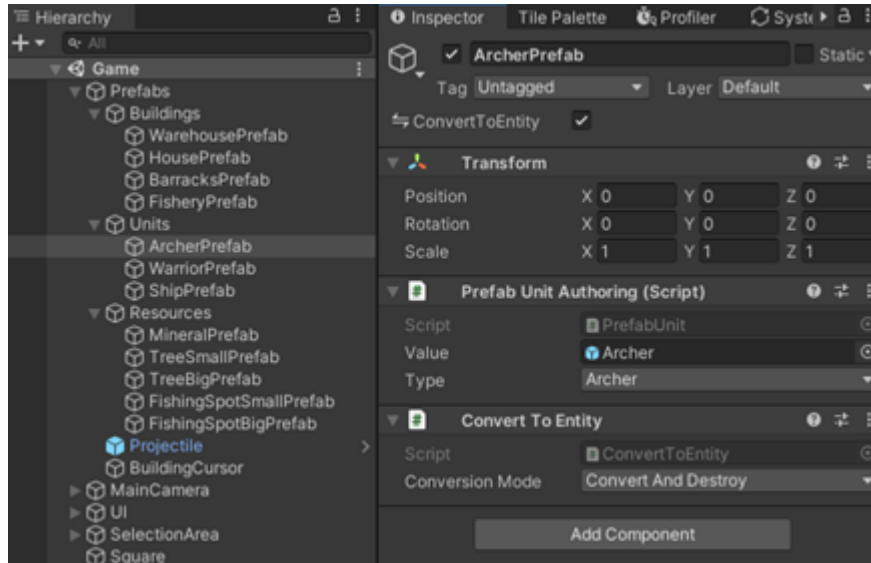 Hierarchy
All
Game
Prefabs
Buildings
WarehousePrefab
HousePrefab
BarracksPrefab
FisheryPrefab
Units
ArcherPrefab
WarriorPrefab
ShipPrefab
Resources
MineralPrefab
TreeSmallPrefab
TreeBigPrefab
FishingSpotSmallPrefab
FishingSpotBigPrefab
Projectile
BuildingCursor
MainCamera
UI
SelectionArea
Square
Inspector Tile Palette Profiler Syste
ArcherPrefab Static
Tag Untagged Layer Default
ConvertToEntity
Transform
Position X 0 Y 0 Z 0
Rotation X 0 Y 0 Z 0
Scale X 1 Y 1 Z 1
# Prefab Unit Authoring (Script)
Script PrefabUnit
Value Archer
Type Archer
# Convert To Entity
Script ConvertToEntity
Conversion Mode Convert And Destroy
Add Component